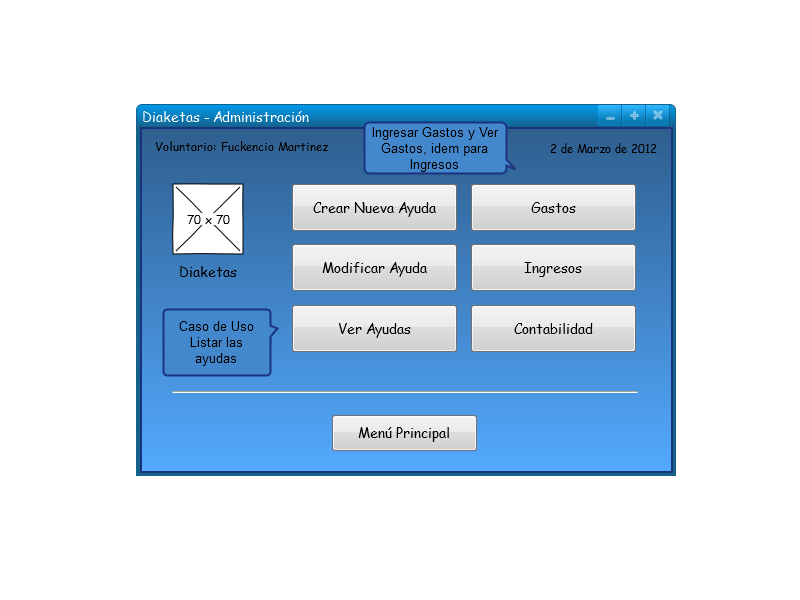 Diaketas - Administración
Ingresar Gastos y Ver
Gastos, idem para
Ingresos
Voluntario: Fuckencio Martinez
2 de Marzo de 2012
70 x 70
Diaketas
Crear Nueva Ayuda
Gastos
Modificar Ayuda
Ingresos
Caso de Uso
Listar las
ayudas
Ver Ayudas
Contabilidad
Menú Principal